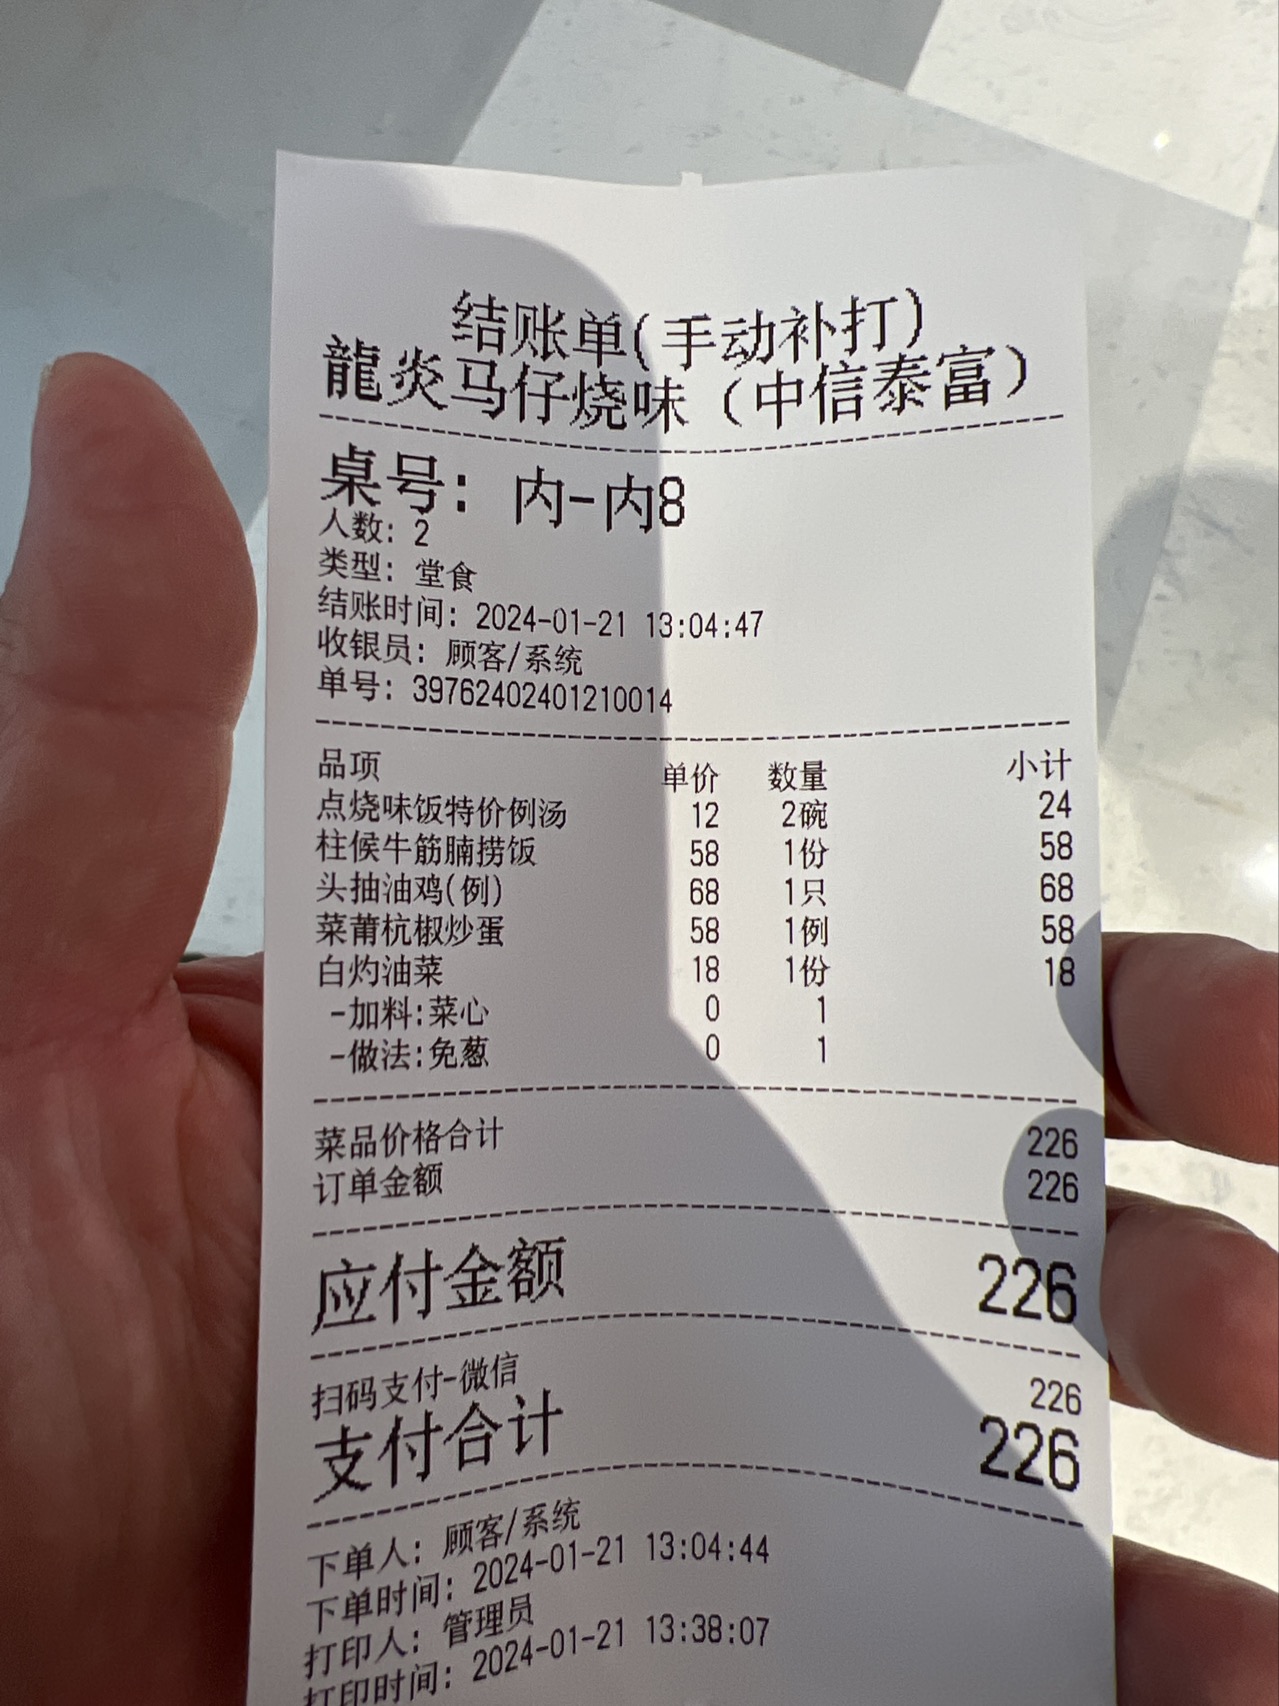 结账单(手动补打)
龍炎马仔烧味（中信泰富）
桌号: 内-内8
人数: 2
类型: 堂食
结账时间: 2024-01-21 13:04:47
收银员: 顾客/系统
单号: 39762402401210014
品项 单价 数量 小计
点烧味饭特价例汤 12 2碗 24
柱候牛筋腩捞饭 58 1份 58
头抽油鸡(例) 68 1只 68
菜莆杭椒炒蛋 58 1例 58
白灼油菜 18 1份 18
-加料:菜心 0 1
-做法:免葱 0 1
菜品价格合计 226
订单金额 226
应付金额 226
扫码支付-微信 226
支付合计 226
下单人: 顾客/系统
下单时间: 2024-01-21 13:04:44
打印人: 管理员
打印时间: 2024-01-21 13:38:07